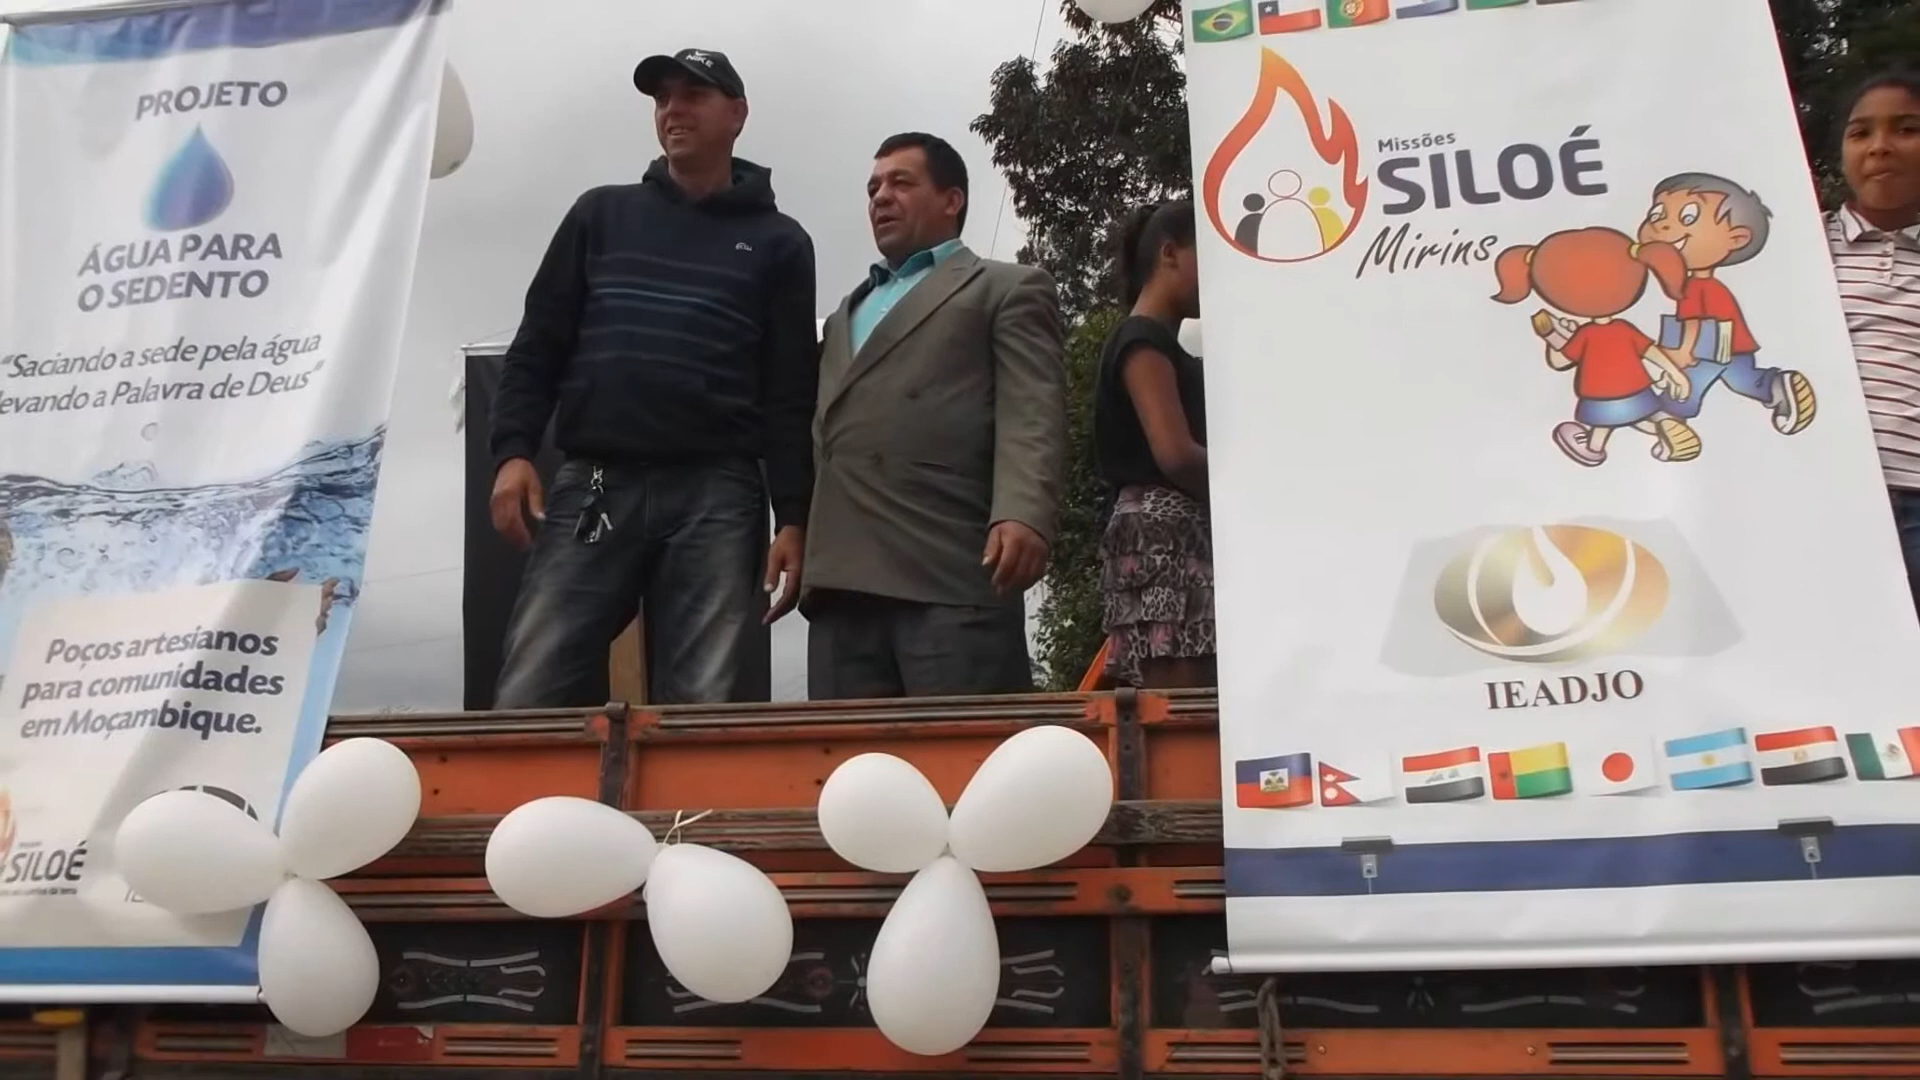 PROJETO
ÁGUA PARA
O SEDENTO
"Saciando a sede pela água
levando a Palavra de Deus"
Poços artesianos
para comunidades
em Moçambique.
SILOÉ
NIKE
Missões
SILOÉ
Mirins
IEADJO